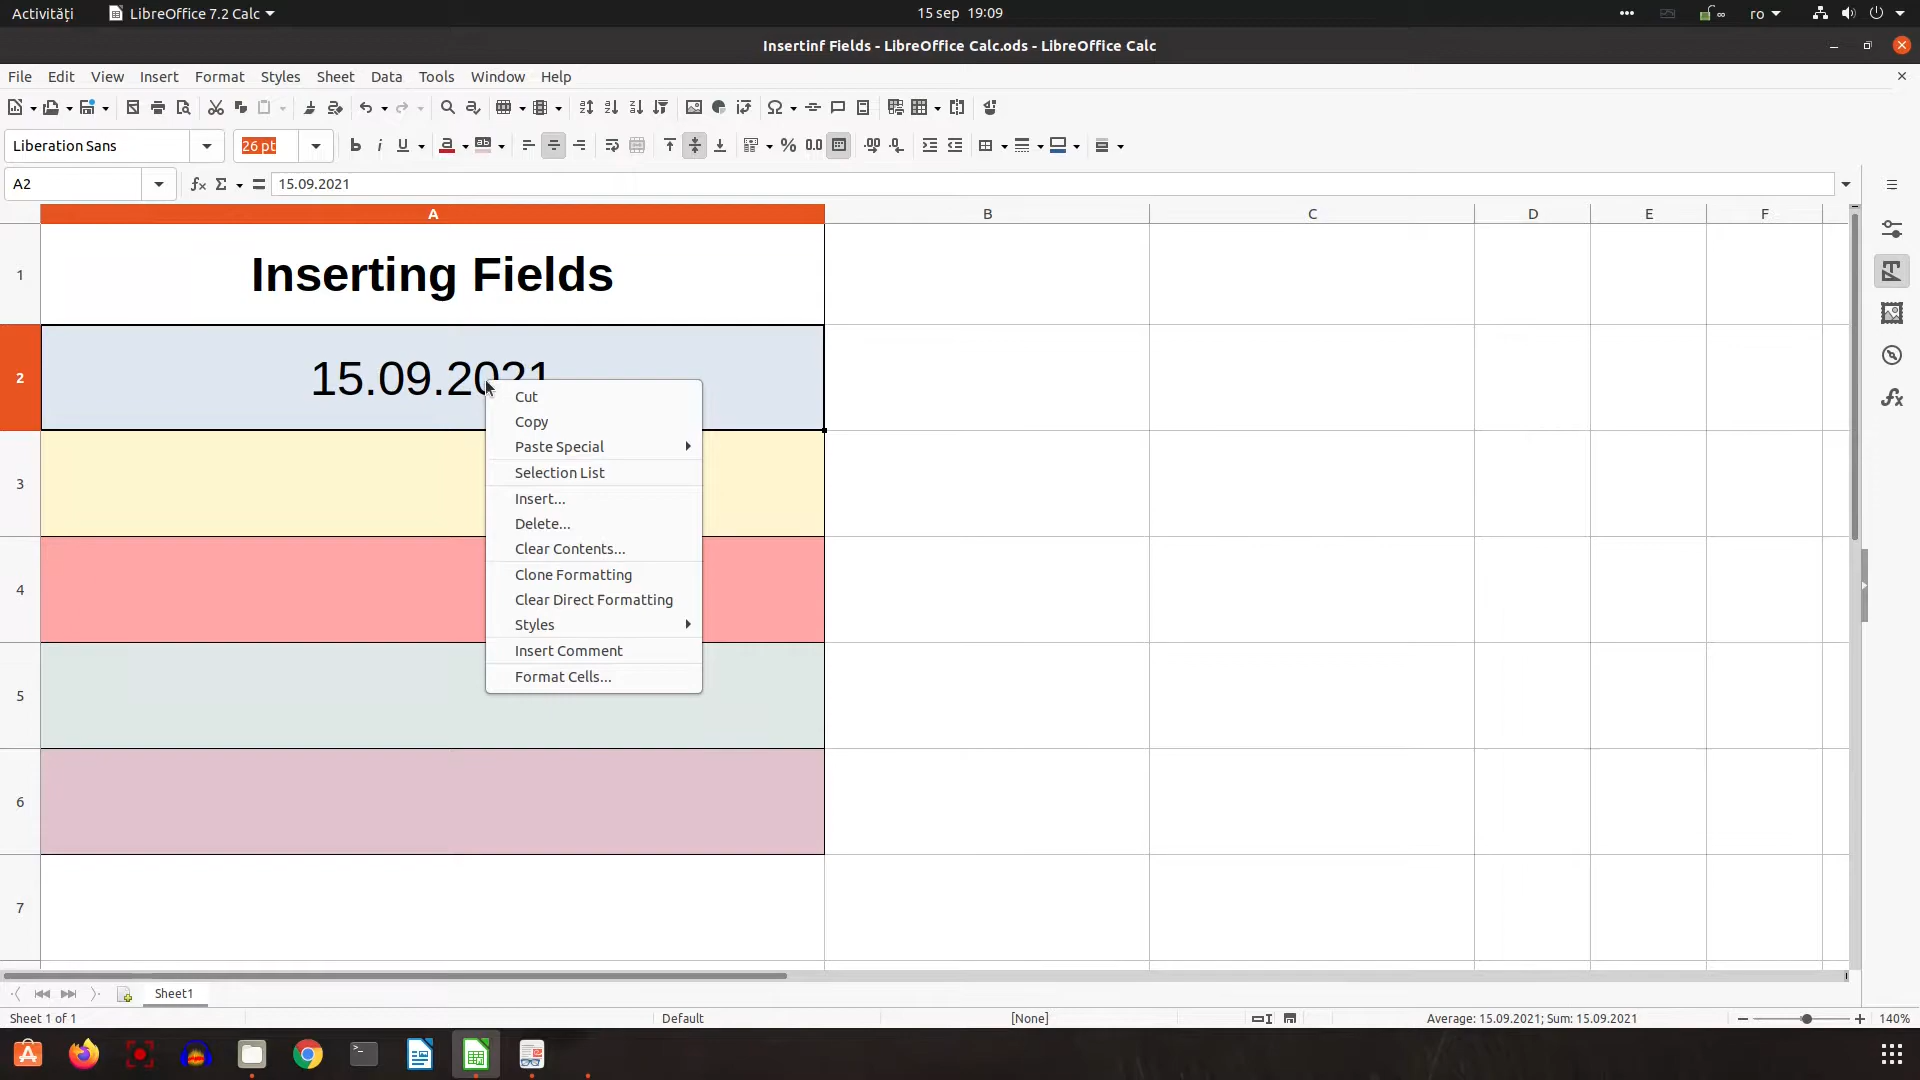 Activități LibreOffice 7.2 Calc 15 sep 19:09 ro
Insertinf Fields - LibreOffice Calc.ods - LibreOffice Calc
File Edit View Insert Format Styles Sheet Data Tools Window Help
Liberation Sans 26 pt
A2 15.09.2021
A B C D E F
1 Inserting Fields
2 15.09.2021
Cut
Copy
Paste Special
Selection List
3
Insert...
Delete...
Clear Contents...
Clone Formatting
4
Clear Direct Formatting
Styles
Insert Comment
Format Cells...
5
6
7
Sheet1
Sheet 1 of 1 Default [None] Average: 15.09.2021; Sum: 15.09.2021 140%